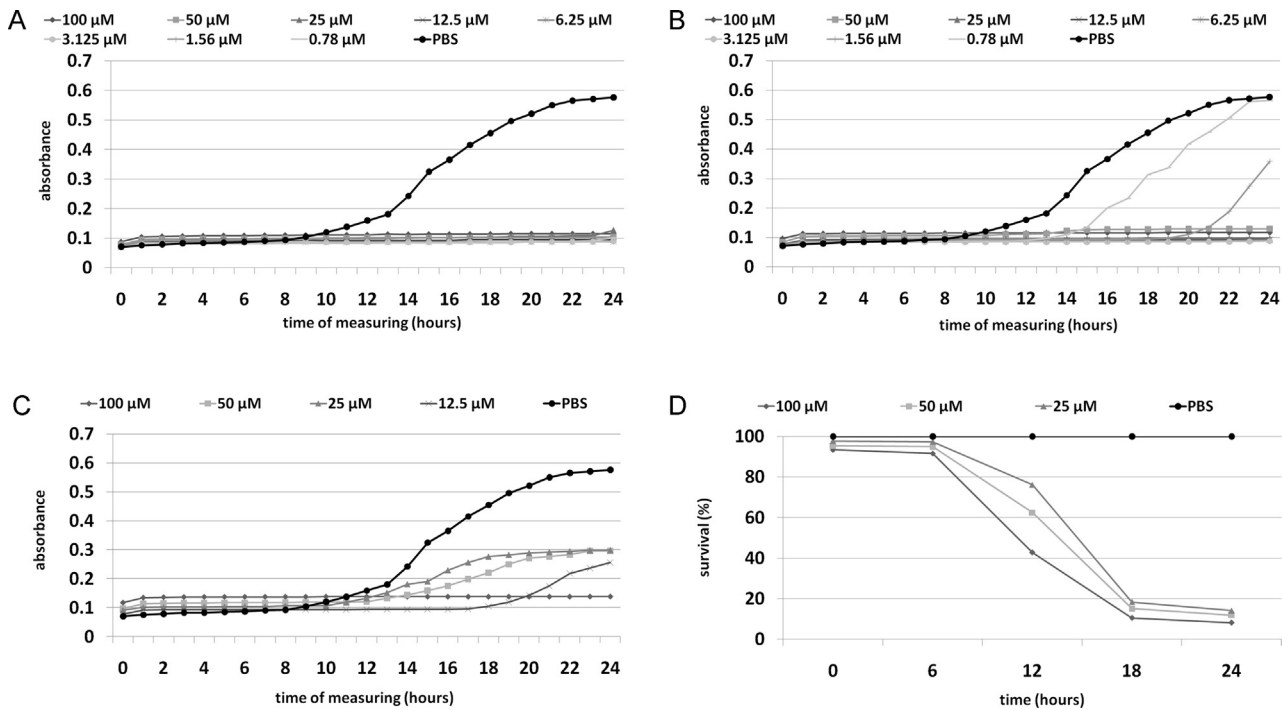 A
100 µM 50 µM 25 µM 12.5 µM 6.25 µM
3.125 µM 1.56 µM 0.78 µM PBS
0.7
0.6
0.5
0.4
0.3
0.2
0.1
0
absorbance
0 2 4 6 8 10 12 14 16 18 20 22 24
time of measuring (hours)
B
100 µM 50 µM 25 µM 12.5 µM 6.25 µM
3.125 µM 1.56 µM 0.78 µM PBS
0.7
0.6
0.5
0.4
0.3
0.2
0.1
0
absorbance
0 2 4 6 8 10 12 14 16 18 20 22 24
time of measuring (hours)
C
100 µM 50 µM 25 µM 12.5 µM PBS
0.7
0.6
0.5
0.4
0.3
0.2
0.1
0
absorbance
0 2 4 6 8 10 12 14 16 18 20 22 24
time of measuring (hours)
D
100 µM 50 µM 25 µM PBS
100
80
60
40
20
0
survival (%)
0 6 12 18 24
time (hours)